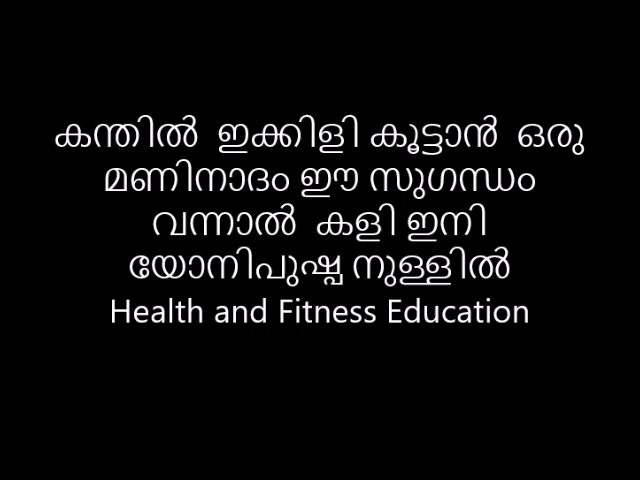 കന്തിൽ ഇക്കിളി കൂട്ടാൻ ഒരു
മണിനാദം ഈ സുഗന്ധം
വന്നാൽ കളി ഇനി
യോനിപുഷ്പ നുള്ളിൽ
Health and Fitness Education